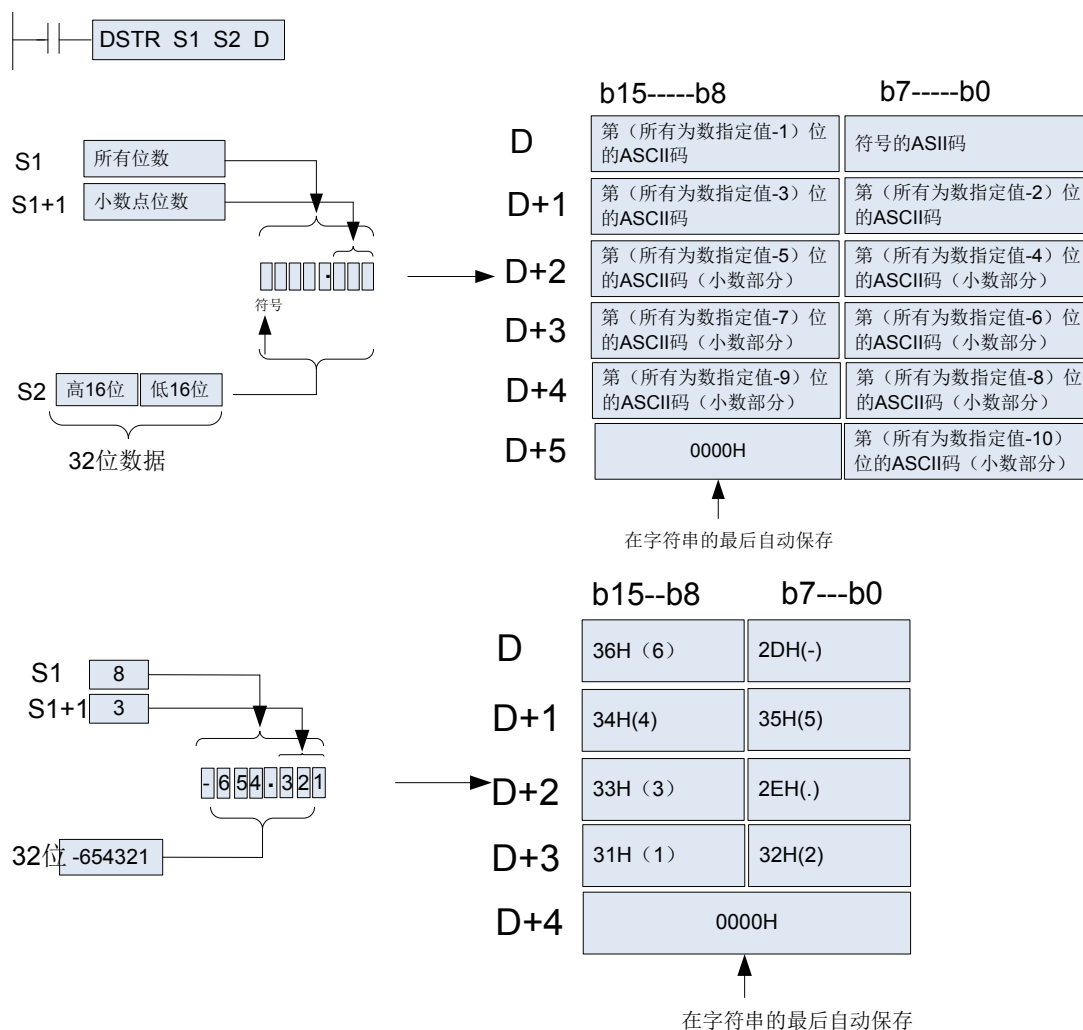 DSTR S1 S2 D
b15-----b8
b7-----b0
S1
所有位数
S1+1
小数点位数
符号
S2
高16位
低16位
32位数据
D
第（所有为数指定值-1）位
的ASCII码
符号的ASII码
D+1
第（所有为数指定值-3）位
的ASCII码
第（所有为数指定值-2）位
的ASCII码
D+2
第（所有为数指定值-5）位
的ASCII码（小数部分）
第（所有为数指定值-4）位
的ASCII码（小数部分）
D+3
第（所有为数指定值-7）位
的ASCII码（小数部分）
第（所有为数指定值-6）位
的ASCII码（小数部分）
D+4
第（所有为数指定值-9）位
的ASCII码（小数部分）
第（所有为数指定值-8）位
的ASCII码（小数部分）
D+5
0000H
第（所有为数指定值-10）
位的ASCII码（小数部分）
在字符串的最后自动保存
b15--b8
b7---b0
S1
8
S1+1
3
-654.321
32位
-654321
D
36H（6）
2DH(-)
D+1
34H(4)
35H(5)
D+2
33H（3）
2EH(.)
D+3
31H（1）
32H(2)
D+4
0000H
在字符串的最后自动保存